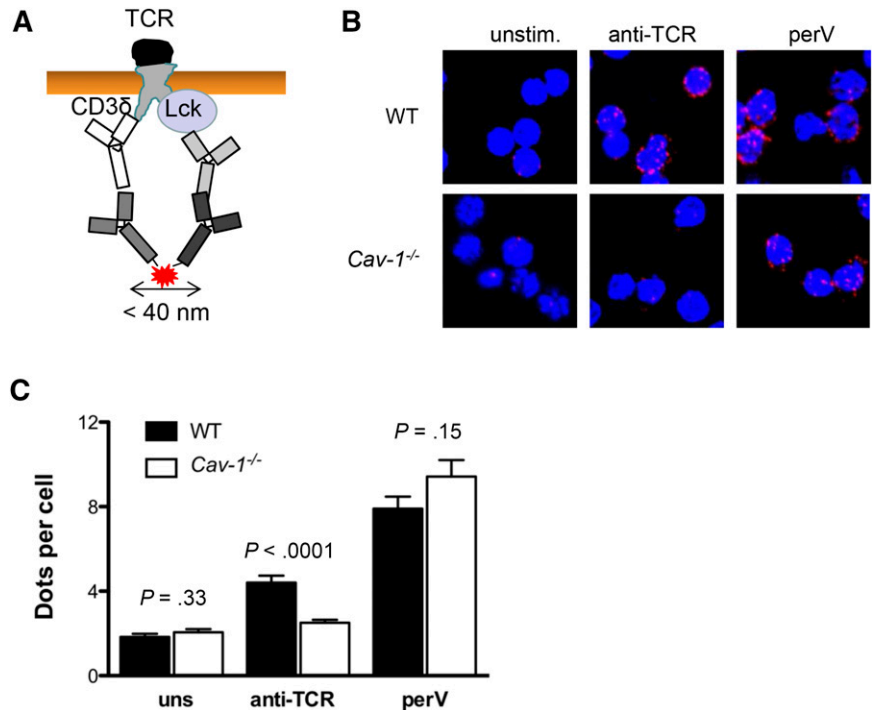 A
TCR
CD3δ
Lck
< 40 nm
B
unstim.
anti-TCR
perV
WT
Cav-1-/-
C
Dots per cell
12
8
4
0
WT
Cav-1-/-
P = .33
P < .0001
P = .15
uns
anti-TCR
perV